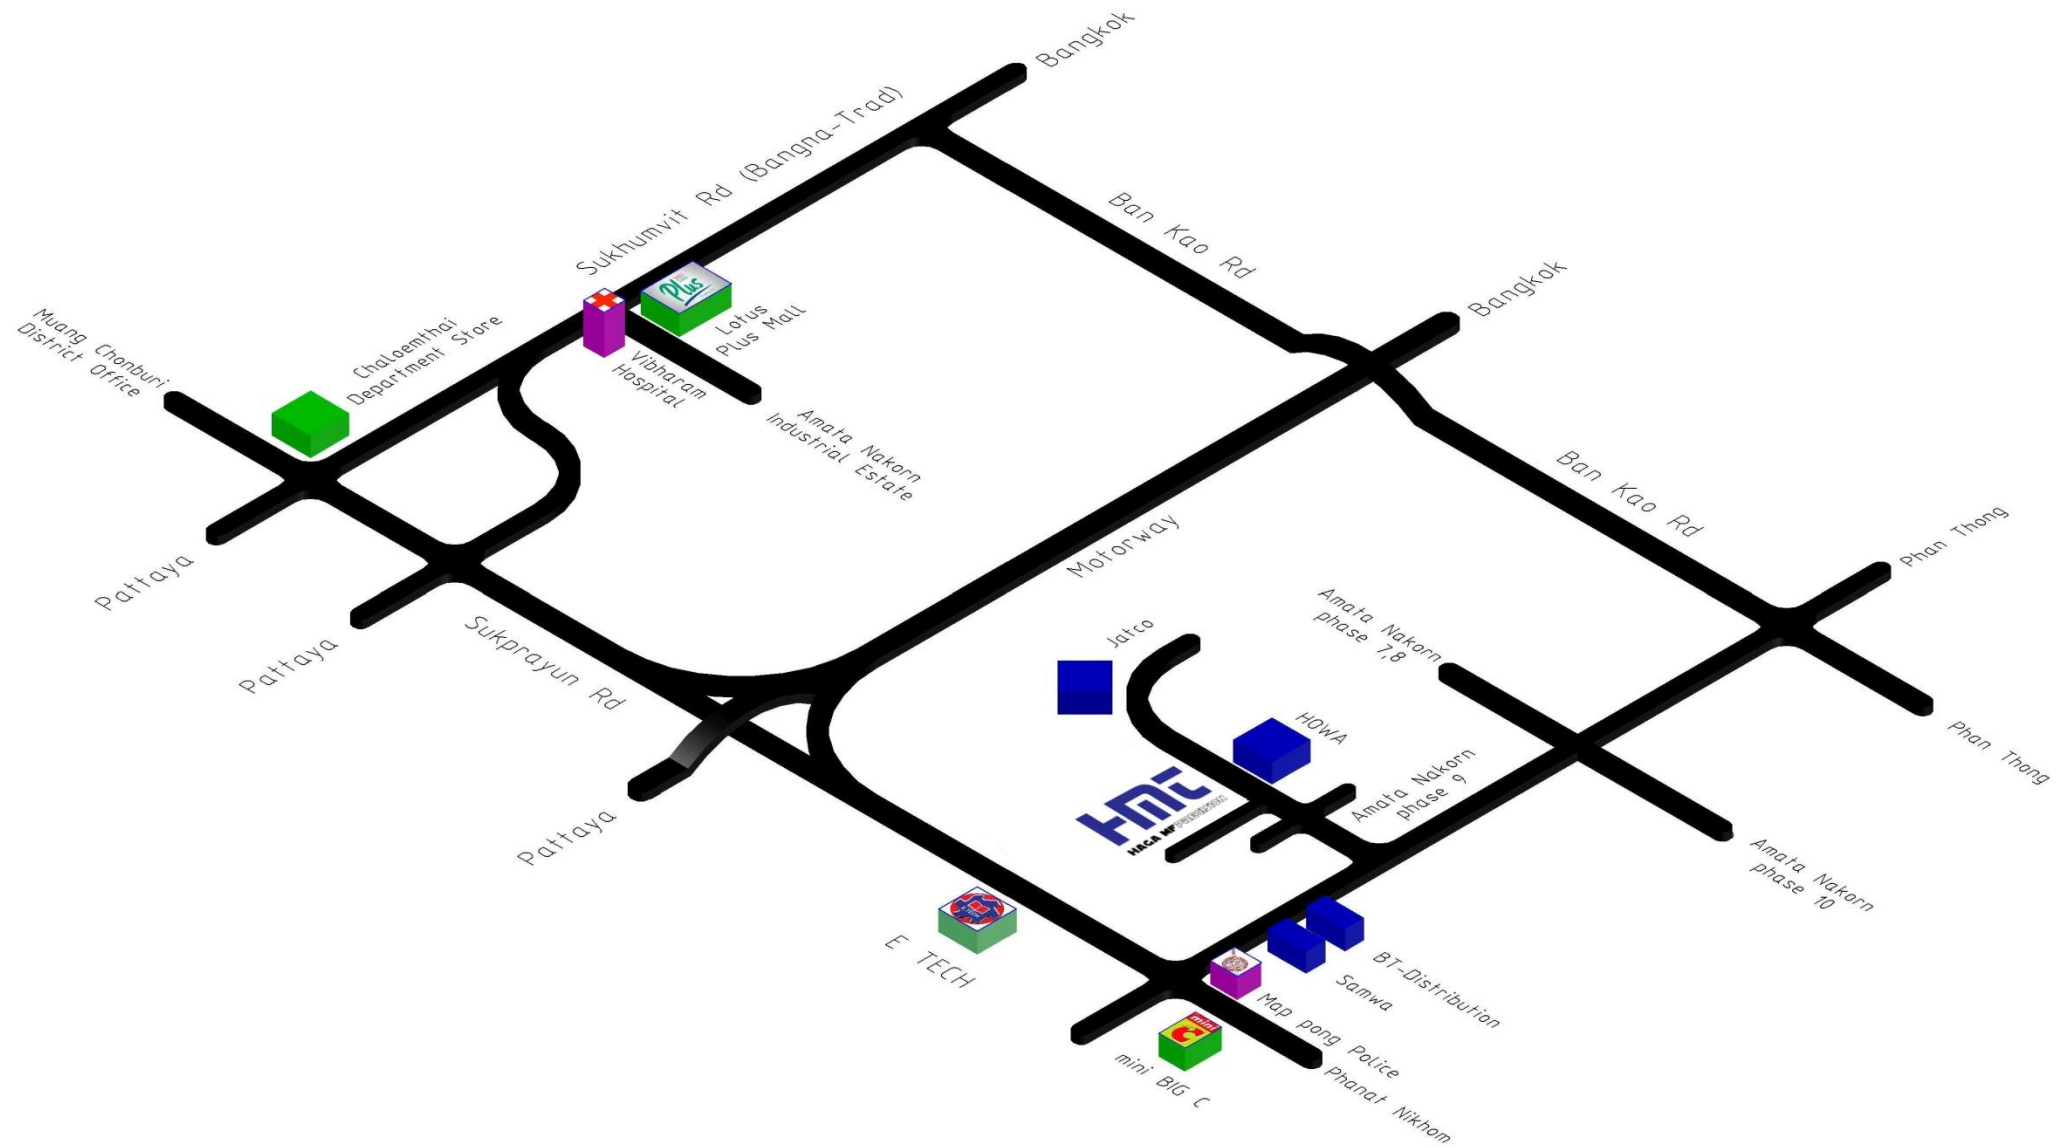 Bangkok
Sukhumvit Rd (Bangna-Trad)
Ban Kao Rd
Bangkok
Plus
Lotus
Plus Mall
Vibharam
Hospital
Muang Chonburi
District Office
Chaloemthai
Department Store
Amata Nakorn
Industrial Estate
Ban Kao Rd
Phan Thong
Motorway
Pattaya
Pattaya
Sukprayun Rd
Jatco
Amata Nakorn
phase 7,8
HOWA
Phan Thong
Amata Nakorn
phase 9
HMT
Pattaya
Amata Nakorn
phase 10
E TECH
BT-Distribution
Samwa
Map pong Police
mini
C
mini BIG C
Phanat Nikhom